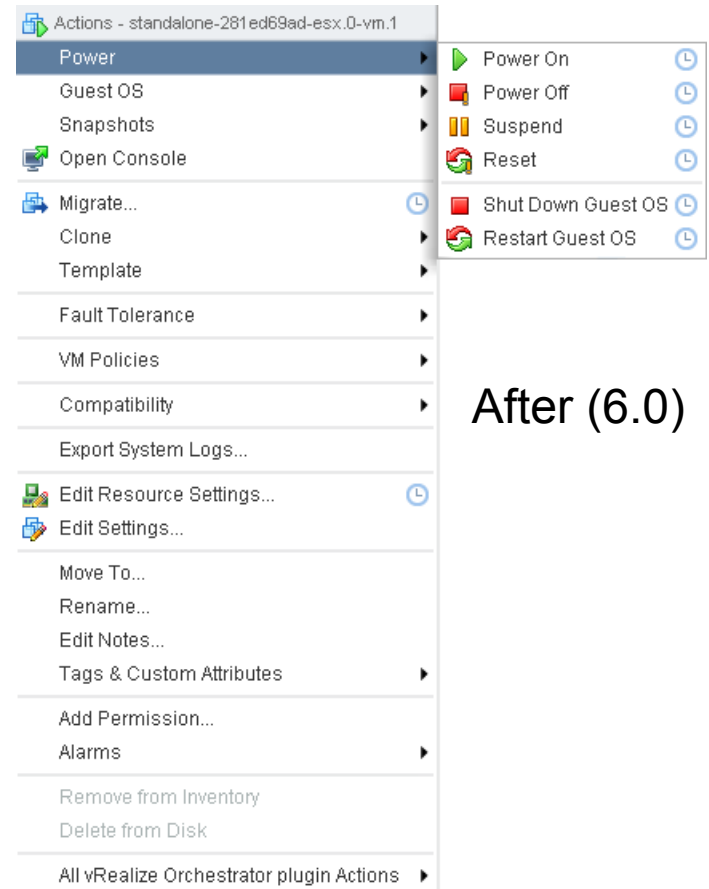 Actions - standalone-281ed69ad-esx.0-vm.1
Power
Guest OS
Snapshots
Open Console
Migrate...
Clone
Template
Fault Tolerance
VM Policies
Compatibility
Export System Logs...
Edit Resource Settings...
Edit Settings...
Move To...
Rename...
Edit Notes...
Tags & Custom Attributes
Add Permission...
Alarms
Remove from Inventory
Delete from Disk
All vRealize Orchestrator plugin Actions
Power On
Power Off
Suspend
Reset
Shut Down Guest OS
Restart Guest OS
After (6.0)